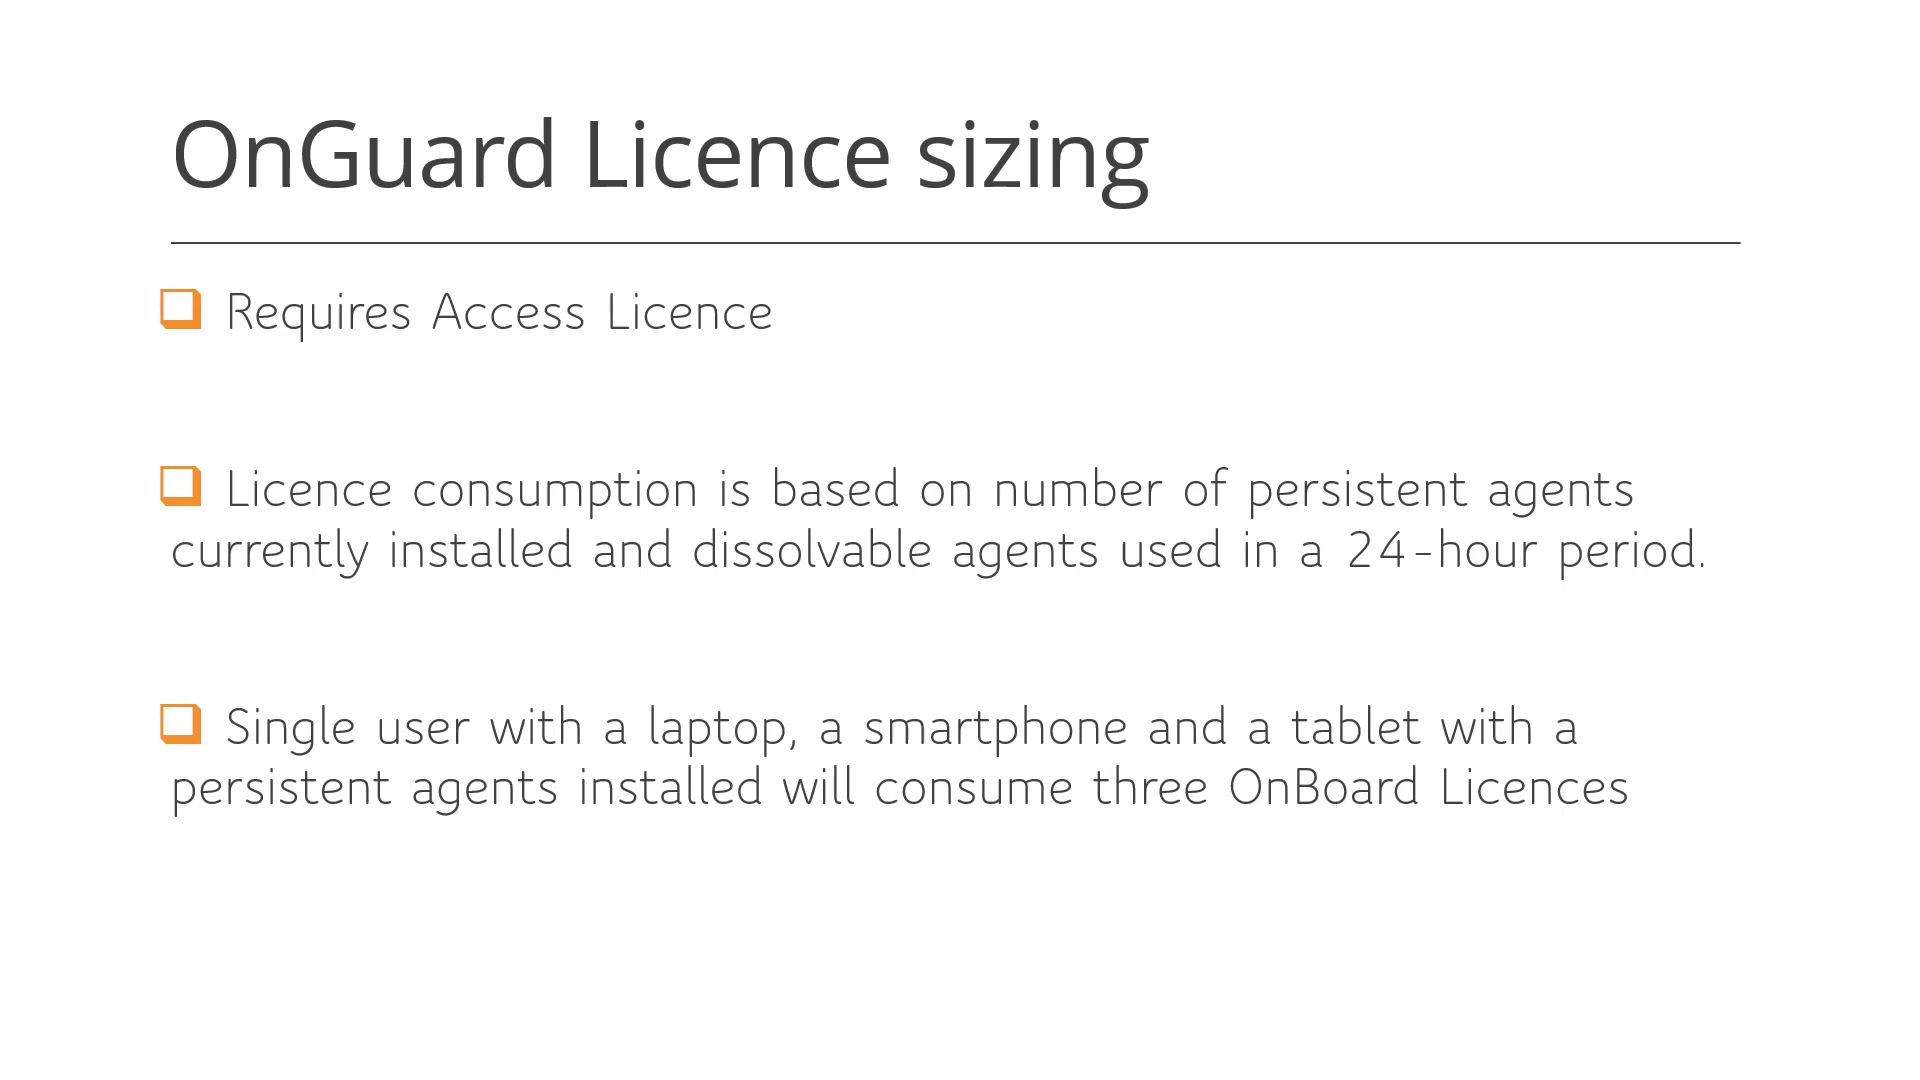 OnGuard Licence sizing
Requires Access Licence
Licence consumption is based on number of persistent agents
currently installed and dissolvable agents used in a 24-hour period.
Single user with a laptop, a smartphone and a tablet with a
persistent agents installed will consume three OnBoard Licences